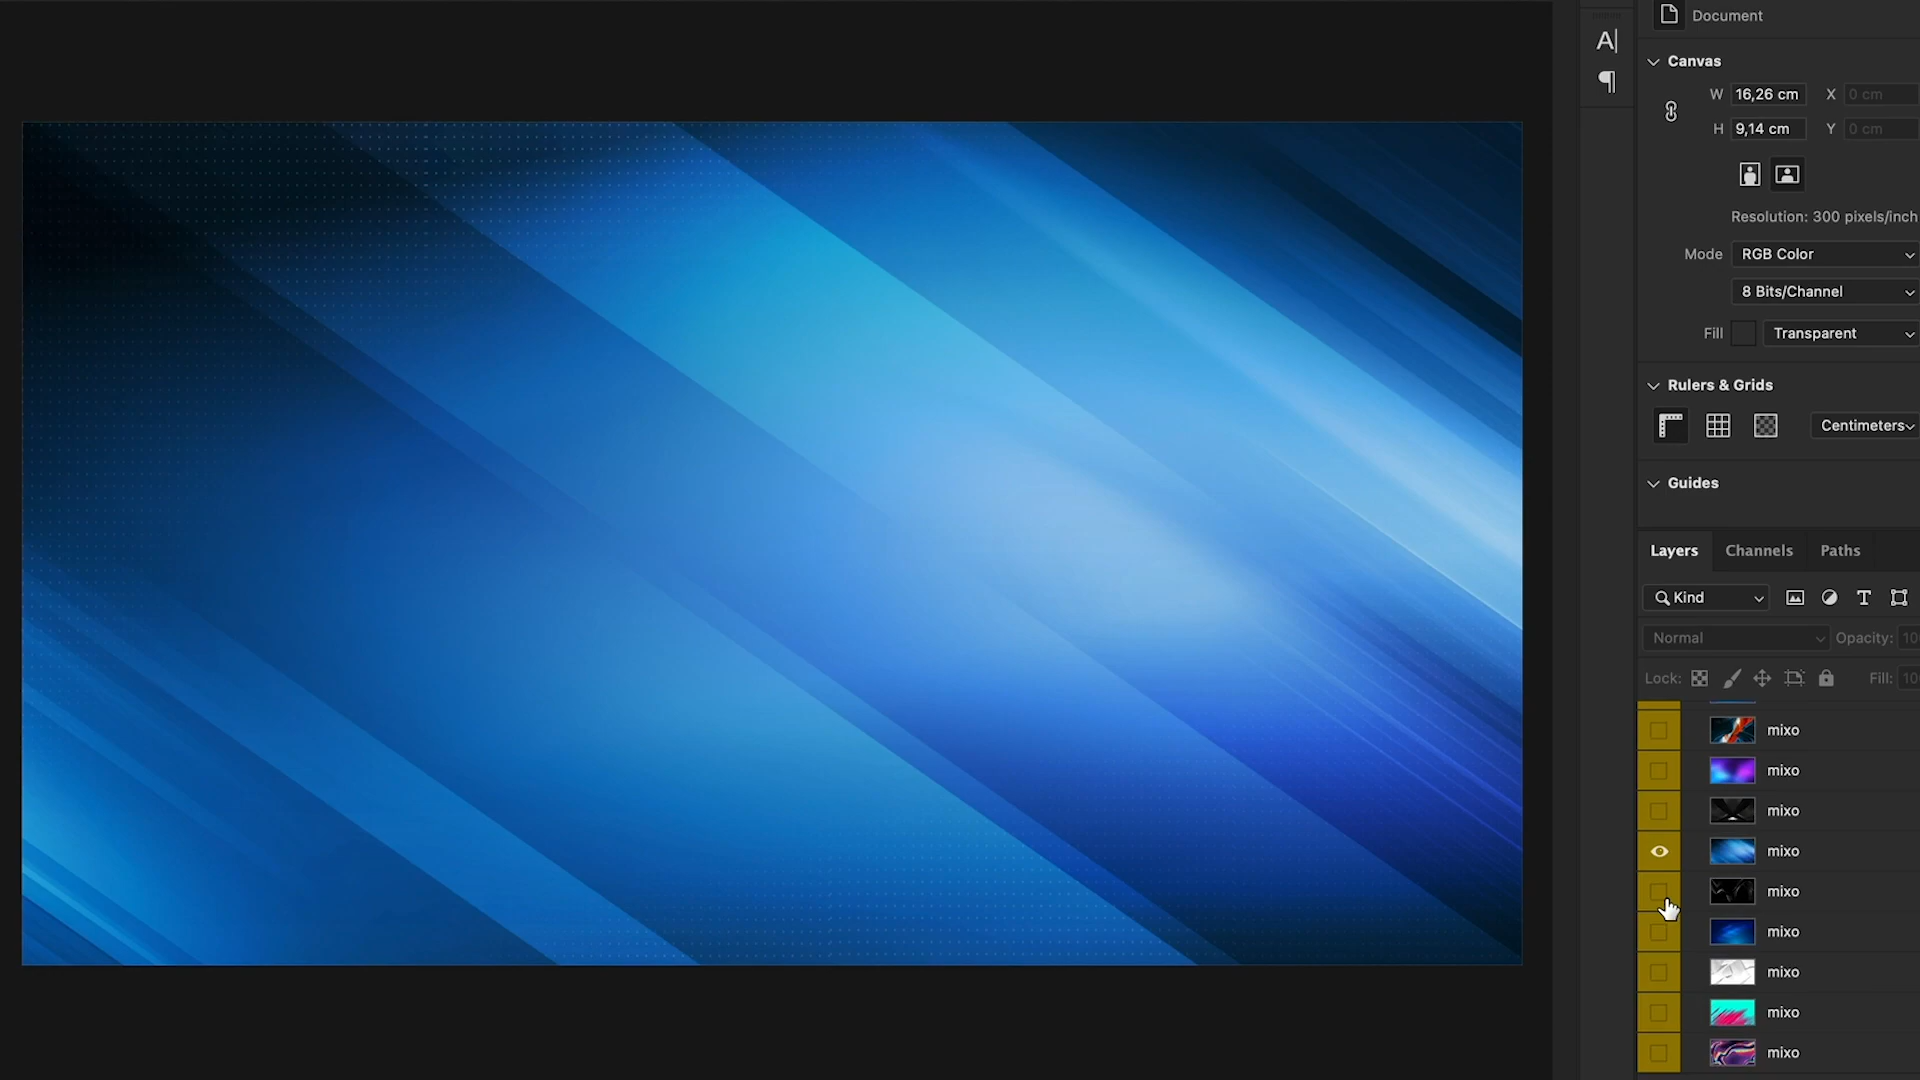 Document
Canvas
W 16,26 cm X 0 cm
H 9,14 cm Y 0 cm
Resolution: 300 pixels/inch
Mode RGB Color
8 Bits/Channel
Fill Transparent
Rulers & Grids
Centimeters
Guides
Layers Channels Paths
Kind
Normal Opacity: 10
Lock: Fill: 10
mixo
mixo
mixo
mixo
mixo
mixo
mixo
mixo
mixo